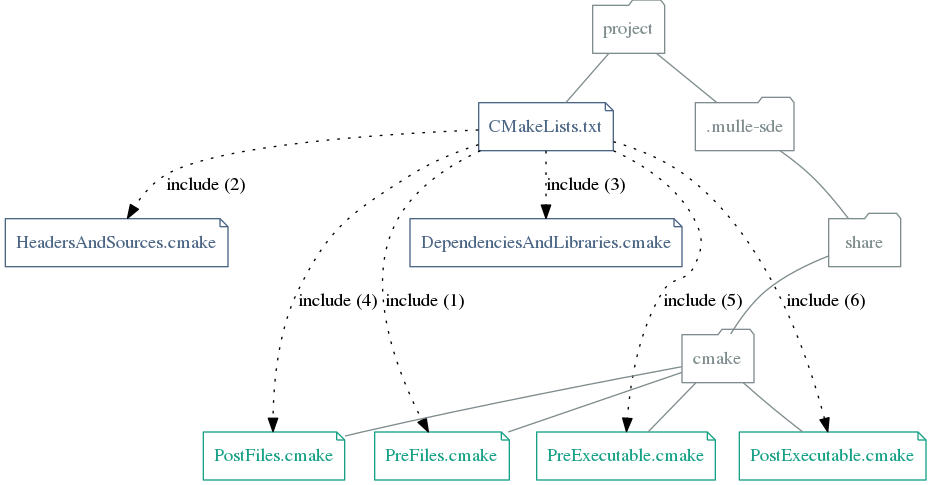 project
CMakeLists.txt
.mulle-sde
include (2)
include (3)
HeadersAndSources.cmake
DependenciesAndLibraries.cmake
share
include (4)
include (1)
include (5)
include (6)
cmake
PostFiles.cmake
PreFiles.cmake
PreExecutable.cmake
PostExecutable.cmake